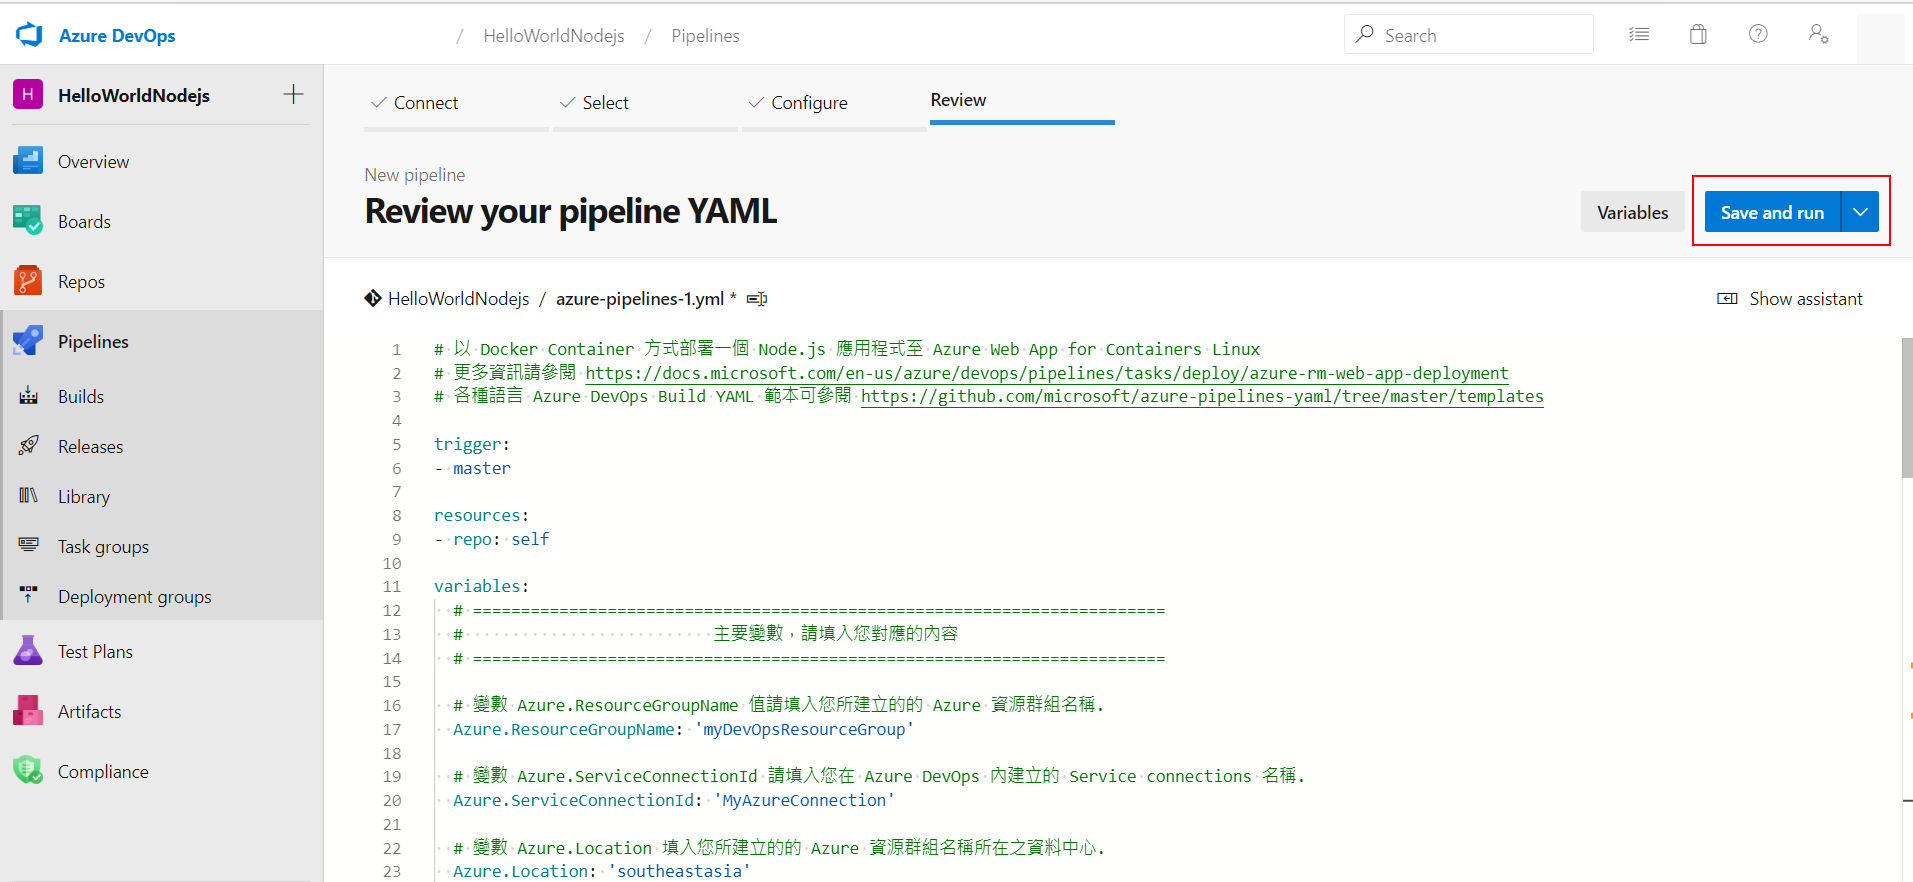 Azure DevOps / HelloWorldNodejs / Pipelines Search
H HelloWorldNodejs
Overview
Boards
Repos
Pipelines
Builds
Releases
Library
Task groups
Deployment groups
Test Plans
Artifacts
Compliance
Connect Select Configure Review
New pipeline
Review your pipeline YAML
Variables Save and run
HelloWorldNodejs / azure-pipelines-1.yml *
Show assistant
1 # 以 Docker Container 方式部署一個 Node.js 應用程式至 Azure Web App for Containers Linux
2 # 更多資訊請參閱 https://docs.microsoft.com/en-us/azure/devops/pipelines/tasks/deploy/azure-rm-web-app-deployment
3 # 各種語言 Azure DevOps Build YAML 範本可參閱 https://github.com/microsoft/azure-pipelines-yaml/tree/master/templates
4
5 trigger:
6 - master
7
8 resources:
9 - repo: self
10
11 variables:
12 # ========================================================================
13 # 主要變數，請填入您對應的內容
14 # ========================================================================
15
16 # 變數 Azure.ResourceGroupName 值請填入您所建立的的 Azure 資源群組名稱.
17 Azure.ResourceGroupName: 'myDevOpsResourceGroup'
18
19 # 變數 Azure.ServiceConnectionId 請填入您在 Azure DevOps 內建立的 Service connections 名稱.
20 Azure.ServiceConnectionId: 'MyAzureConnection'
21
22 # 變數 Azure.Location 填入您所建立的的 Azure 資源群組名稱所在之資料中心.
23 Azure.Location: 'southeastasia'